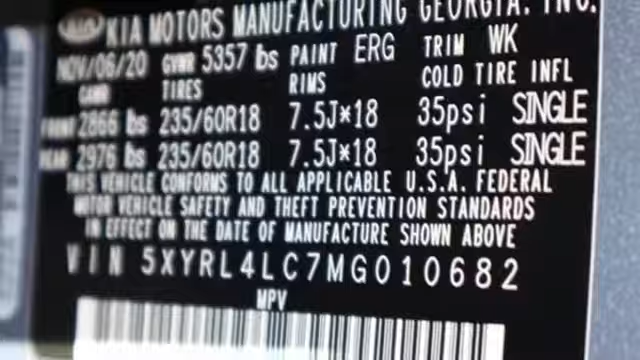 KIA KIA MOTORS MANUFACTURING GEORGIA, INC.
NOV/06/20 GVWR 5357 lbs PAINT ERG TRIM WK
GAWR TIRES RIMS COLD TIRE INFL
FRONT 2866 lbs 235/60R18 7.5J*18 35psi SINGLE
REAR 2976 lbs 235/60R18 7.5J*18 35psi SINGLE
THIS VEHICLE CONFORMS TO ALL APPLICABLE U.S.A. FEDERAL
MOTOR VEHICLE SAFETY AND THEFT PREVENTION STANDARDS
IN EFFECT ON THE DATE OF MANUFACTURE SHOWN ABOVE
VIN 5XYRL4LC7MG010682
MPV